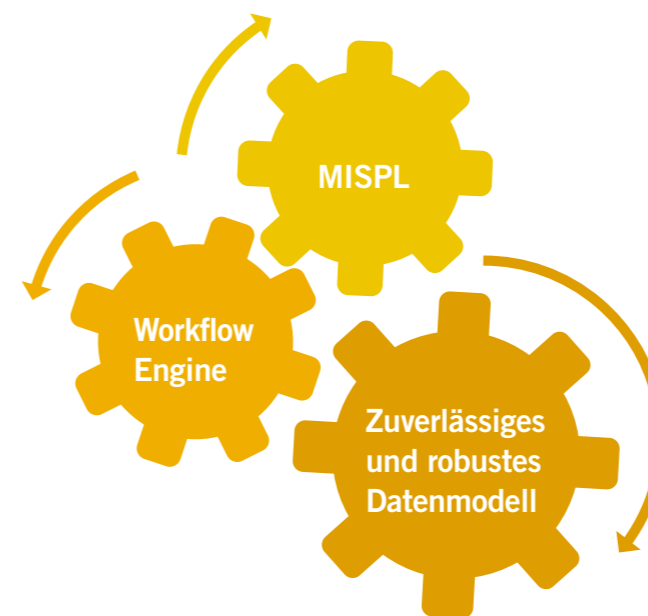 MISPL
Workflow
Engine
Zuverlässiges
und robustes
Datenmodell